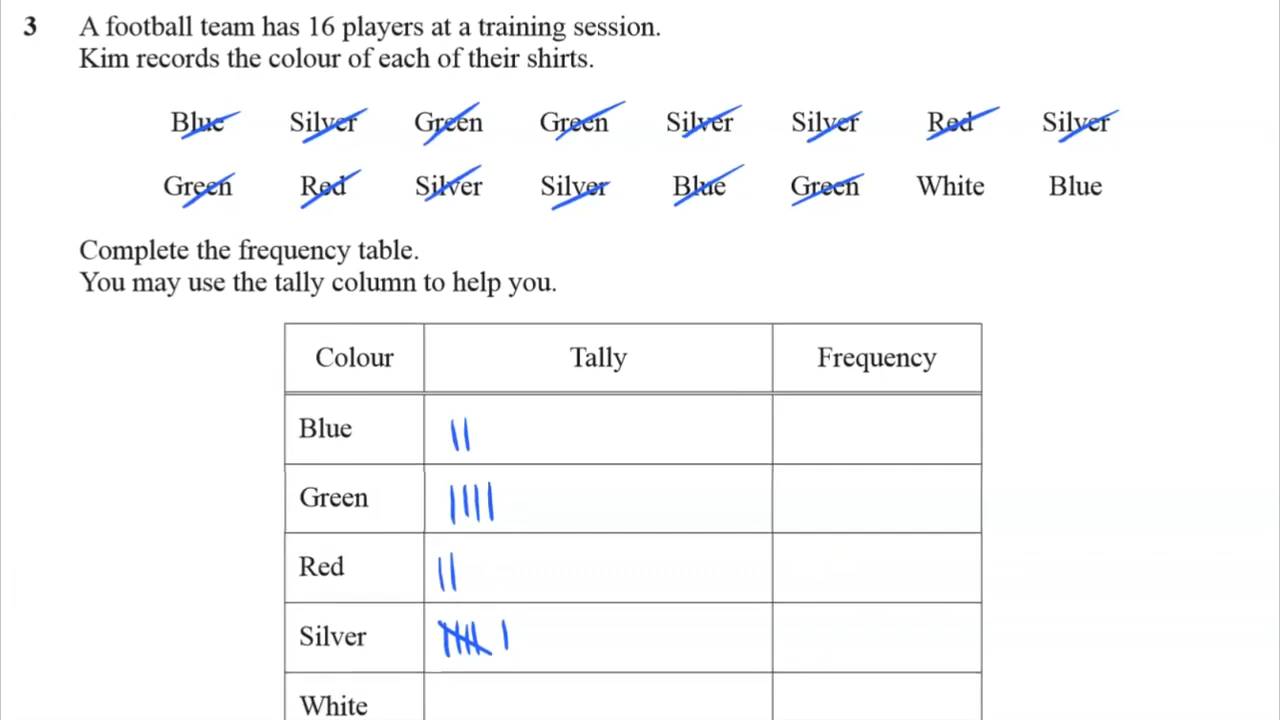 3 A football team has 16 players at a training session.
Kim records the colour of each of their shirts.
Blue Silver Green Green Silver Silver Red Silver
Green Red Silver Silver Blue Green White Blue
Complete the frequency table.
You may use the tally column to help you.
Colour Tally Frequency
Blue
Green
Red
Silver
White